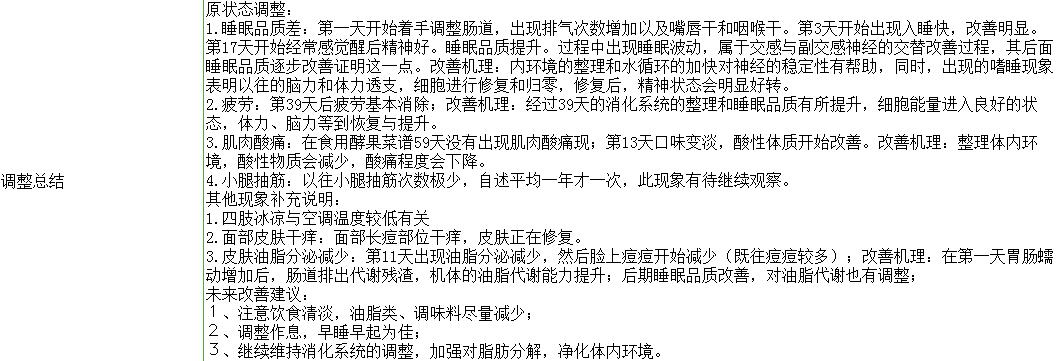 原状态调整：
1.睡眠品质差：第一天开始着手调整肠道，出现排气次数增加以及嘴唇干和咽喉干。第3天开始出现入睡快，改善明显。
第17天开始经常感觉醒后精神好。睡眠品质提升。过程中出现睡眠波动，属于交感与副交感神经的交替改善过程，其后面
睡眠品质逐步改善证明这一点。改善机理：内环境的整理和水循环的加快对神经的稳定性有帮助，同时，出现的嗜睡现象
表明以往的脑力和体力透支，细胞进行修复和归零，修复后，精神状态会明显好转。
2.疲劳：第39天后疲劳基本消除；改善机理：经过39天的消化系统的整理和睡眠品质有所提升，细胞能量进入良好的状
态，体力、脑力等到恢复与提升。
3.肌肉酸痛：在食用酵果菜谱59天没有出现肌肉酸痛现；第13天口味变淡，酸性体质开始改善。改善机理：整理体内环
境，酸性物质会减少，酸痛程度会下降。
调整总结
4.小腿抽筋：以往小腿抽筋次数极少，自述平均一年才一次，此现象有待继续观察。
其他现象补充说明：
1.四肢冰凉与空调温度较低有关
2.面部皮肤干痒：面部长痘部位干痒，皮肤正在修复。
3.皮肤油脂分泌减少：第11天出现油脂分泌减少，然后脸上痘痘开始减少（既往痘痘较多）；改善机理：在第一天胃肠蠕
动增加后，肠道排出代谢残渣，机体的油脂代谢能力提升；后期睡眠品质改善，对油脂代谢也有调整；
未来改善建议：
１、注意饮食清淡，油脂类、调味料尽量减少；
２、调整作息，早睡早起为佳；
３、继续维持消化系统的调整，加强对脂肪分解，净化体内环境。